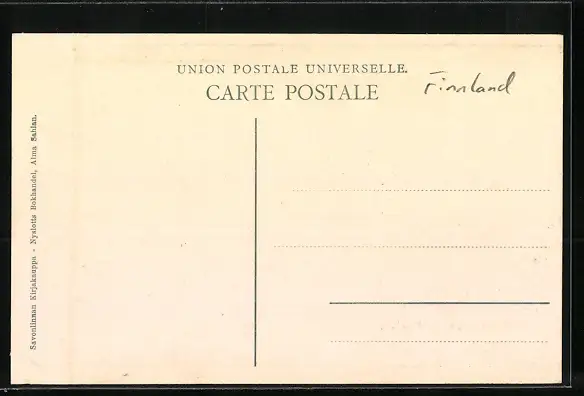 UNION POSTALE UNIVERSELLE.
CARTE POSTALE
Finnland
Savonlinnan Kirjakauppa - Nyslotts Bokhandel, Alma Sahlan.